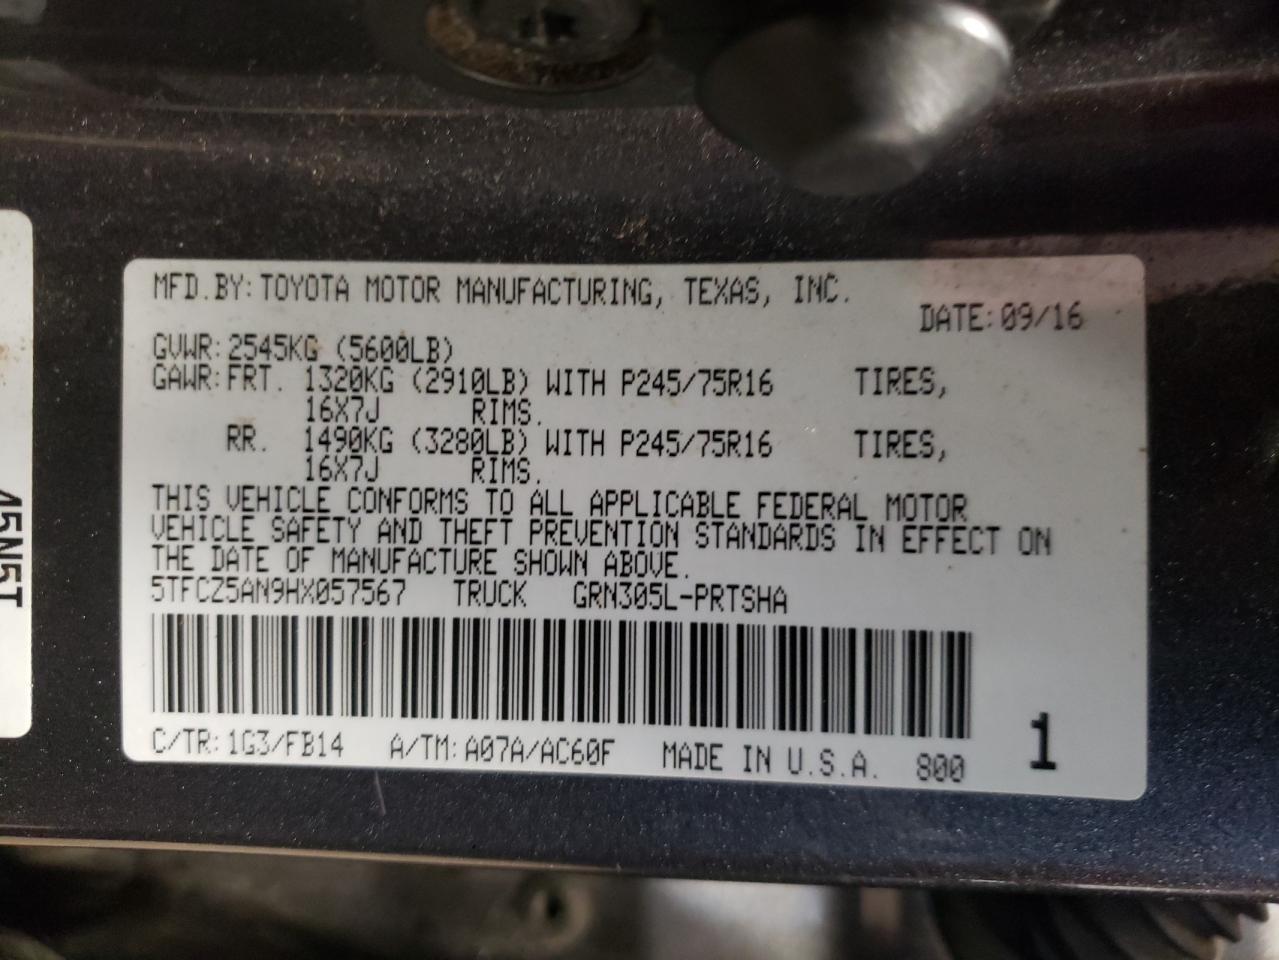 MFD.BY:TOYOTA MOTOR MANUFACTURING, TEXAS, INC.
DATE:09/16
GVWR:2545KG (5600LB)
GAWR:FRT. 1320KG (2910LB) WITH P245/75R16 TIRES,
16X7J RIMS.
RR. 1490KG (3280LB) WITH P245/75R16 TIRES,
16X7J RIMS.
THIS VEHICLE CONFORMS TO ALL APPLICABLE FEDERAL MOTOR
VEHICLE SAFETY AND THEFT PREVENTION STANDARDS IN EFFECT ON
THE DATE OF MANUFACTURE SHOWN ABOVE.
5TFCZ5AN9HX057567 TRUCK GRN305L-PRTSHA
C/TR:1G3/FB14 A/TM:A07A/AC60F MADE IN U.S.A. 800
1
45N5T